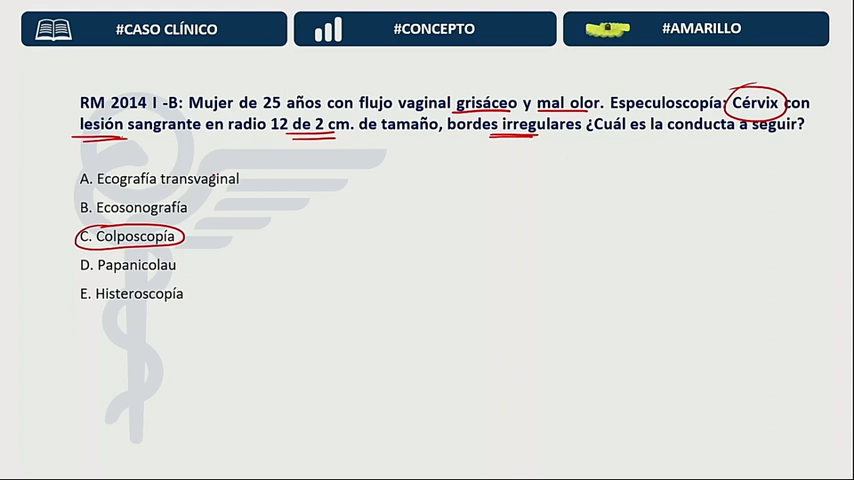 #CASO CLÍNICO
#CONCEPTO
#AMARILLO
RM 2014 I -B: Mujer de 25 años con flujo vaginal grisáceo y mal olor. Especuloscopía: Cérvix con
lesión sangrante en radio 12 de 2 cm. de tamaño, bordes irregulares ¿Cuál es la conducta a seguir?
A. Ecografía transvaginal
B. Ecosonografía
C. Colposcopía
D. Papanicolau
E. Histeroscopía